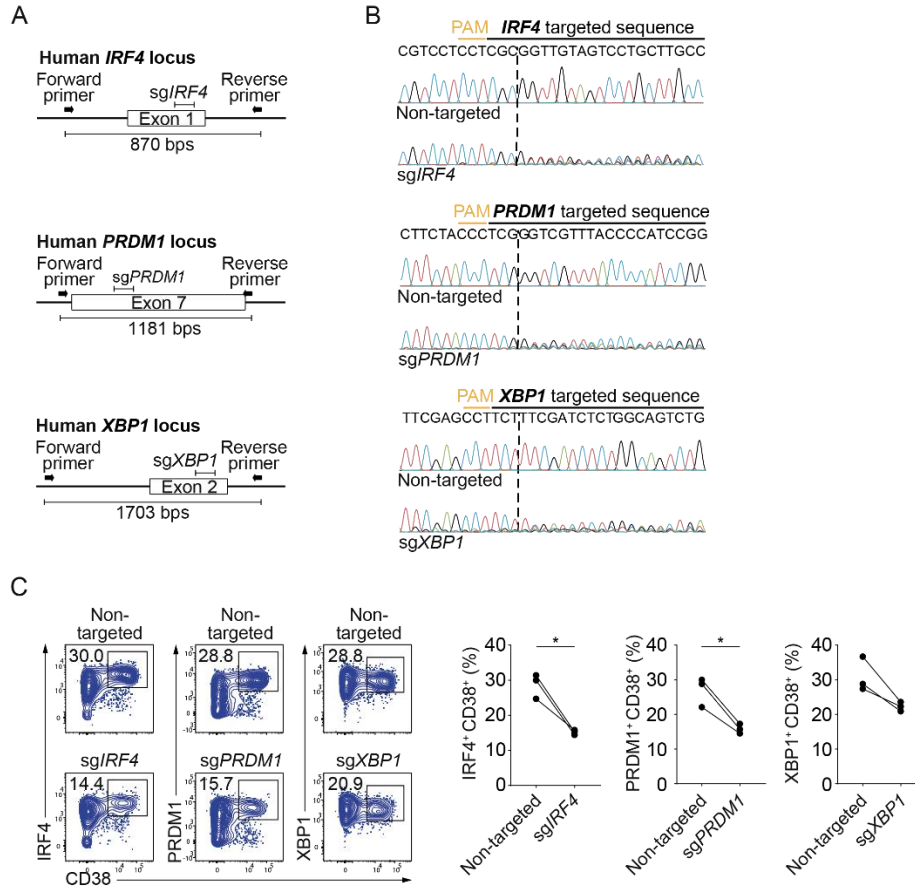 A
Human IRF4 locus
Forward primer
sgIRF4
Reverse primer
Exon 1
870 bps
Human PRDM1 locus
Forward primer
sgPRDM1
Reverse primer
Exon 7
1181 bps
Human XBP1 locus
Forward primer
sgXBP1
Reverse primer
Exon 2
1703 bps
B
PAM IRF4 targeted sequence
CGTCCTCCTCGCGGTTGTAGTCCTGCTTGCC
Non-targeted
sgIRF4
PAM PRDM1 targeted sequence
CTTCTACCCTCGGGTCGTTTACCCCATCCGG
Non-targeted
sgPRDM1
PAM XBP1 targeted sequence
TTCGAGCCTTCTTTCGATCTCTGGCAGTCTG
Non-targeted
sgXBP1
C
Non-targeted
Non-targeted
Non-targeted
30.0
28.8
28.8
sgIRF4
sgPRDM1
sgXBP1
14.4
15.7
20.9
IRF4
PRDM1
XBP1
CD38
IRF4+ CD38+ (%)
40
30
20
10
0
*
Non-targeted
sgIRF4
PRDM1+ CD38+ (%)
40
30
20
10
0
*
Non-targeted
sgPRDM1
XBP1+ CD38+ (%)
40
30
20
10
0
Non-targeted
sgXBP1